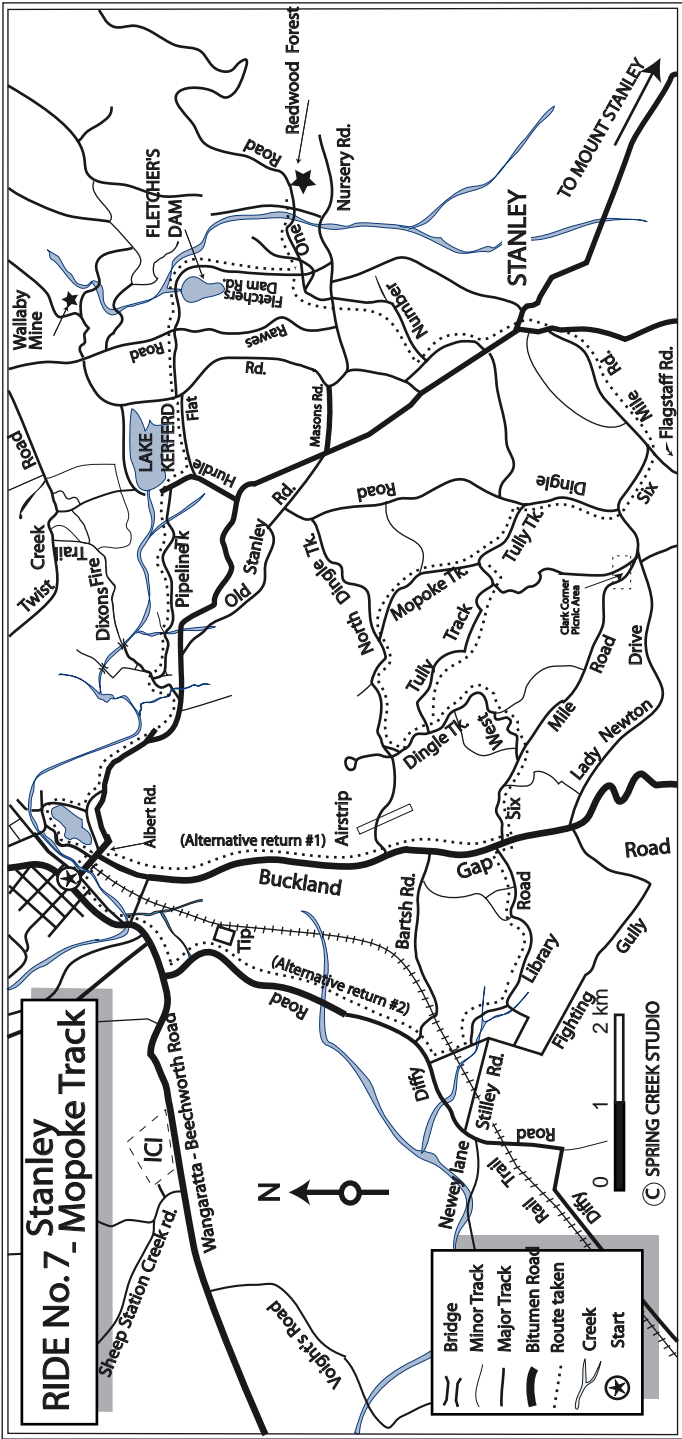 RIDE No. 7 Stanley
- Mopoke Track
Sheep Station Creek rd.
ICI
Wangaratta - Beechworth Road
Voight's Road
N
Bridge
Minor Track
Major Track
Bitumen Road
Route taken
Creek
Start
0 1 2 km
© SPRING CREEK STUDIO
Newey lane
Diffy
Road
Diffy
Rail
Trail
Stilley Rd.
Road
(Alternative return #2)
Tip
Bartsh Rd.
Library
Road
Fighting
Gully
Road
Buckland
Gap
(Alternative return #1)
Albert Rd.
Airstrip
Six
Mile
Road
Lady Newton
Drive
Dingle Tk.
West
Tully
Track
Mopoke Tk.
North Dingle Tk.
Tully Tk.
Clark Corner
Picnic Area
Dingle
Road
Six
Mile
Rd.
Flagstaff Rd.
Old
Stanley
Rd.
Pipeline Tk
Hurdle
Flat
Road
LAKE
KERFERD
Dixons
Fire
Trail
Twist
Creek
Road
Masons Rd.
Rd.
Rawes
Fletchers
Dam Rd.
FLETCHER'S
DAM
Wallaby
Mine
Number
One
Road
Redwood Forest
Nursery Rd.
STANLEY
TO MOUNT STANLEY